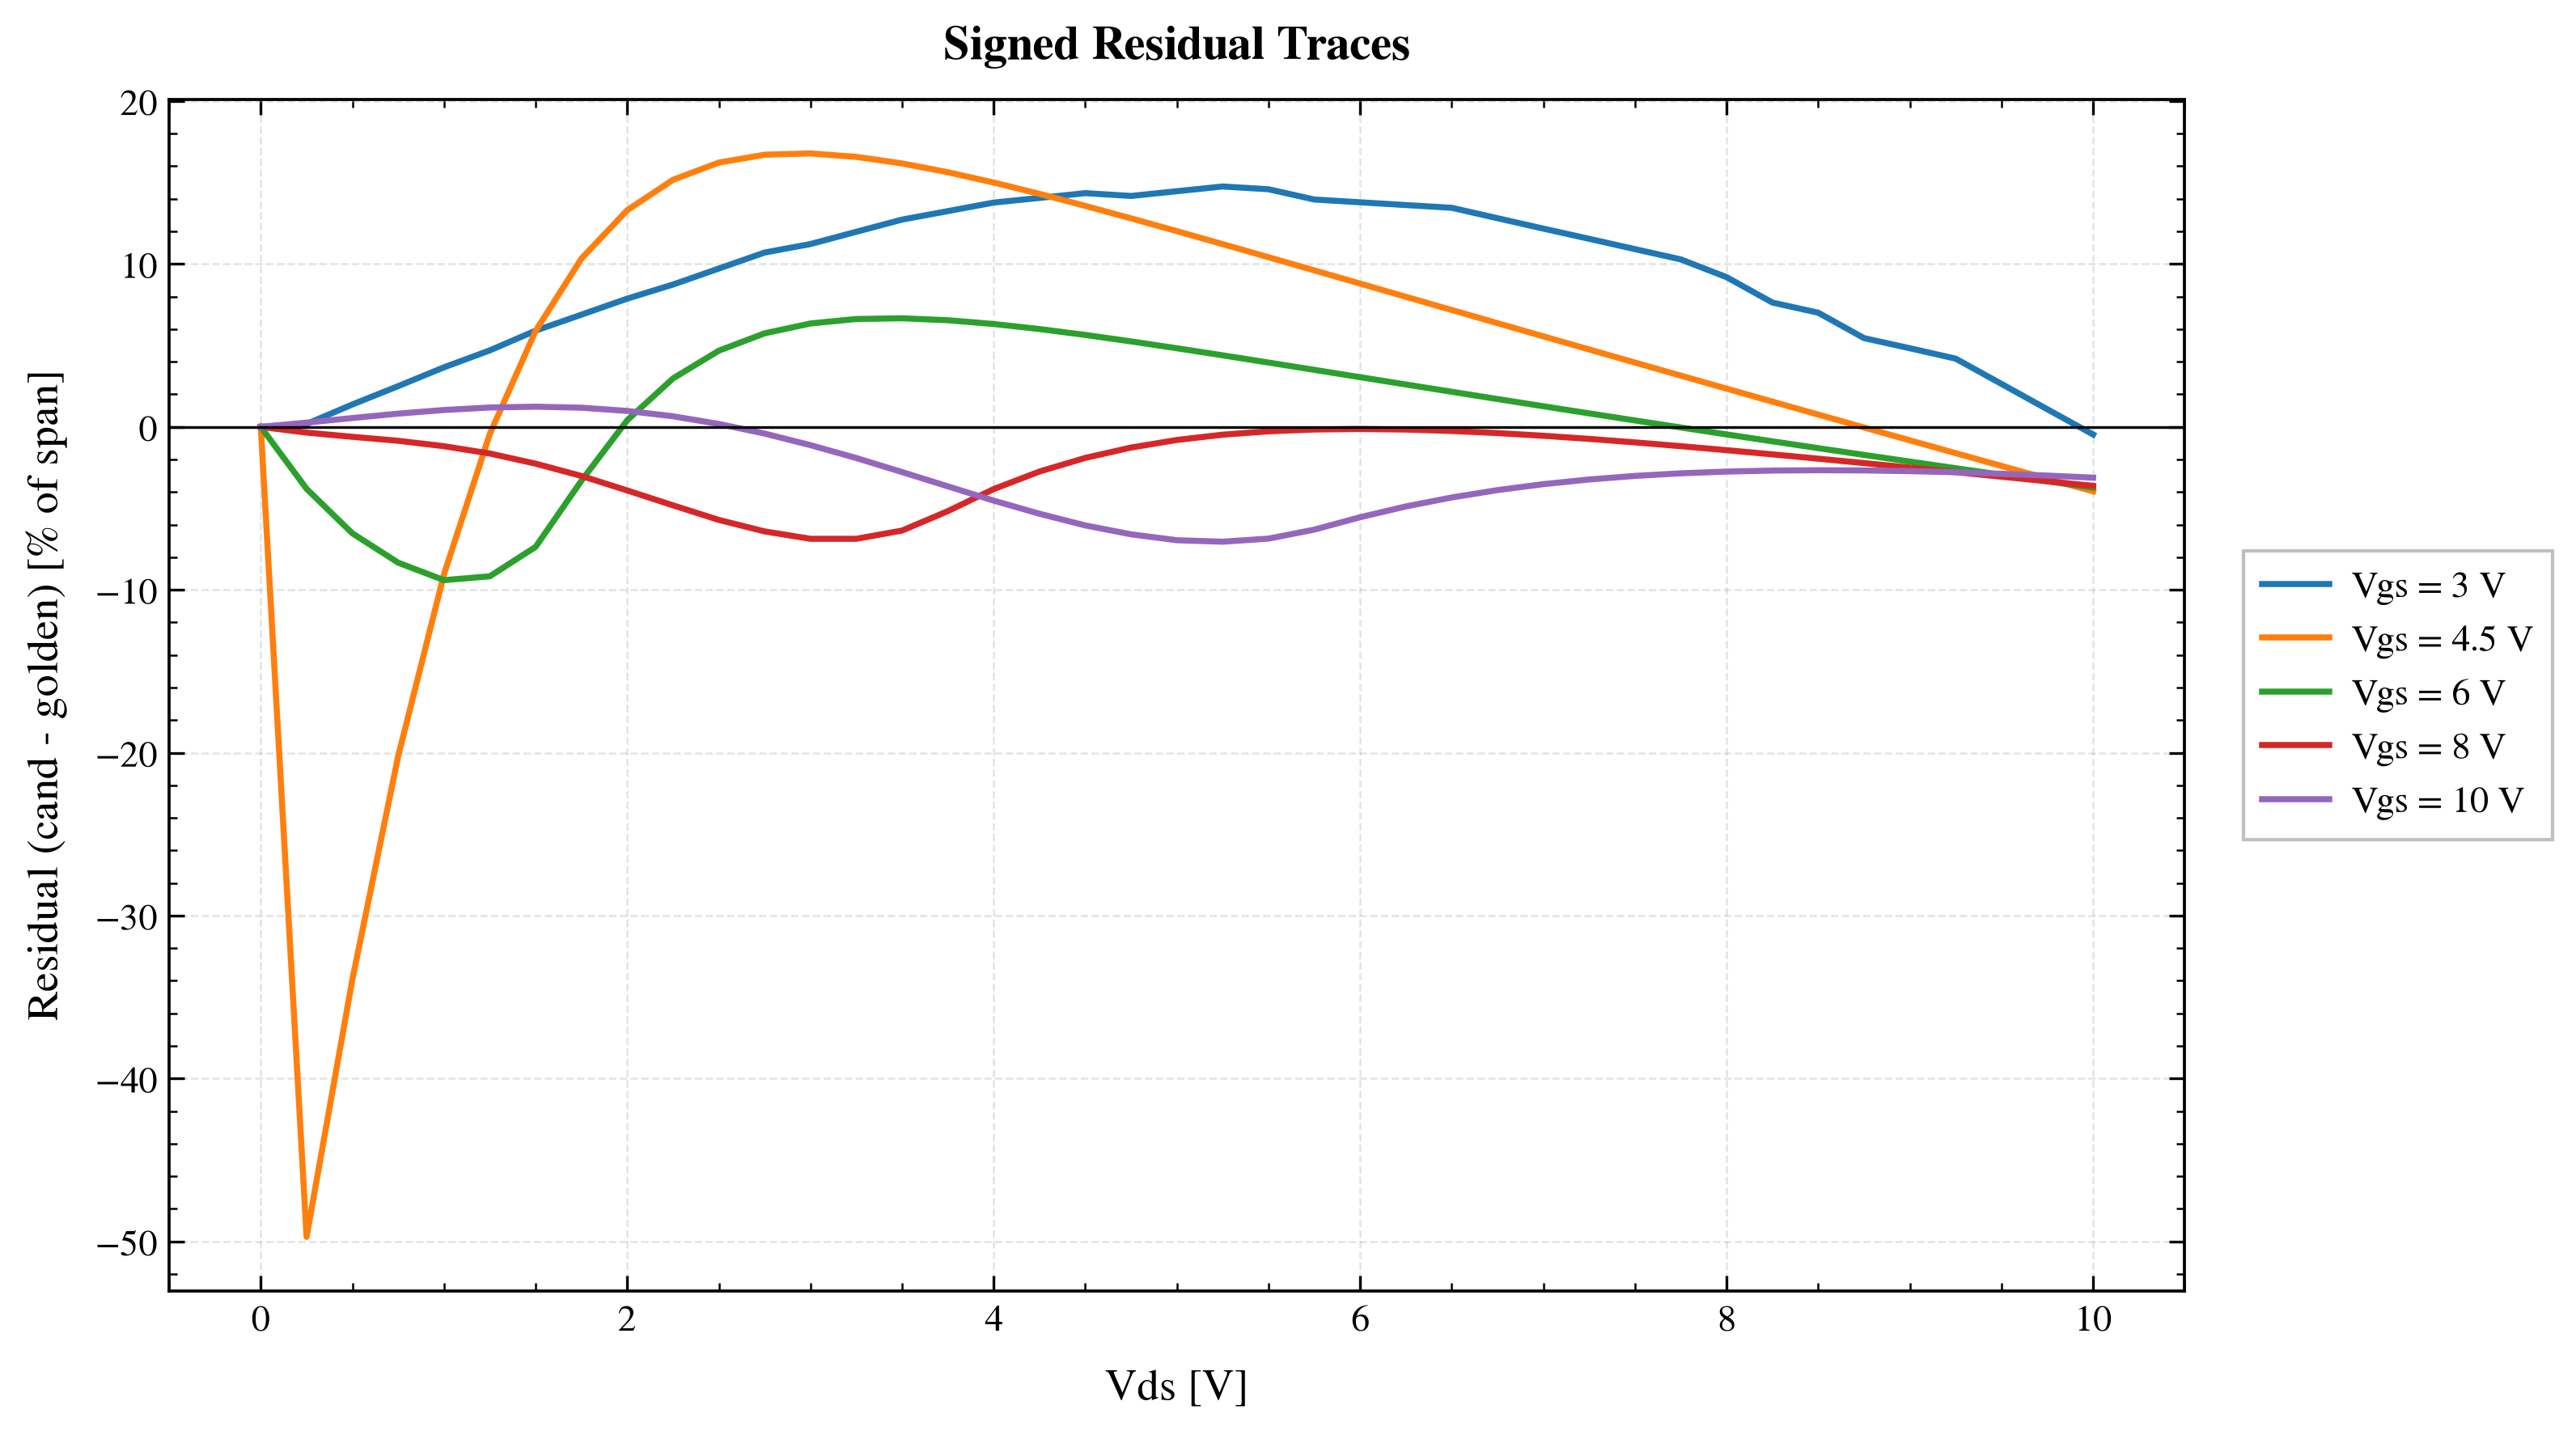 Signed Residual Traces
Residual (cand - golden) [% of span]
20
10
0
−10
−20
−30
−40
−50
0 2 4 6 8 10
Vds [V]
Vgs = 3 V
Vgs = 4.5 V
Vgs = 6 V
Vgs = 8 V
Vgs = 10 V